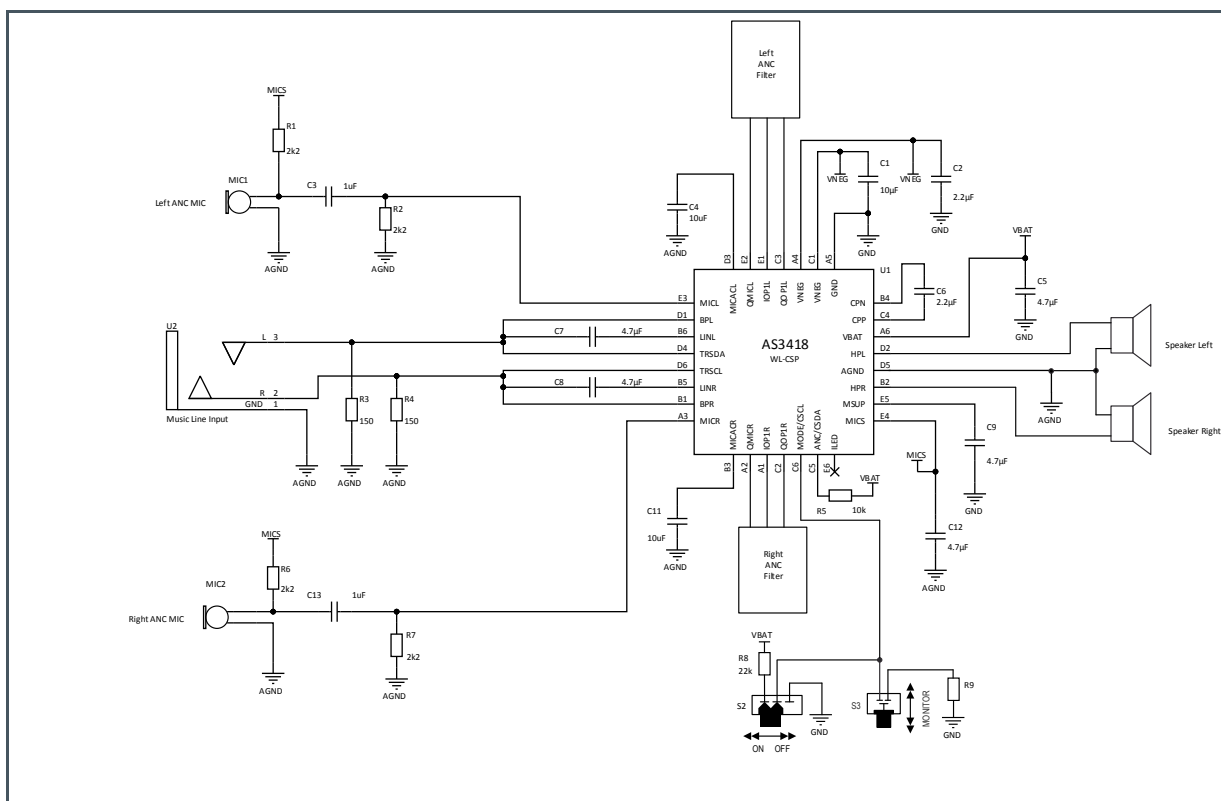 Left
ANC
Filter
MICS
R1
2k2
MIC1
Left ANC MIC
C3
1uF
R2
2k2
AGND
AGND
C4
10uF
AGND
VNEG
C1
10µF
GND
VNEG
C2
2.2µF
GND
VBAT
C5
4.7µF
GND
D3
E2
E1
C3
A4
C1
A5
U1
MICACL
QMICL
IOP1L
QOP1L
VNEG
VNEG
GND
AS3418
WL-CSP
E3 MICL
D1 BPL
B6 LINL
D4 TRSDA
D6 TRSCL
B5 LINR
B1 BPR
A3 MICR
CPN B4
CPP C4
VBAT A6
HPL D2
AGND D5
HPR B2
MSUP E5
MICS E4
C6
2.2µF
Speaker Left
Speaker Right
AGND
U2
L 3
R 2
GND 1
Music Line Input
C7
4.7µF
C8
4.7µF
R3
150
R4
150
AGND
AGND
AGND
MICACR
QMICR
IOP1R
QOP1R
MODE/CSCL
ANC/CSDA
ILED
B3
A2
A1
C2
C6
C5
E6
C9
4.7µF
GND
MICS
C12
4.7µF
AGND
VBAT
R5
10k
C11
10uF
AGND
Right
ANC
Filter
MICS
R6
2k2
MIC2
Right ANC MIC
C13
1uF
R7
2k2
AGND
AGND
VBAT
R8
22k
S2
GND
ON OFF
S3
MONITOR
R9
GND